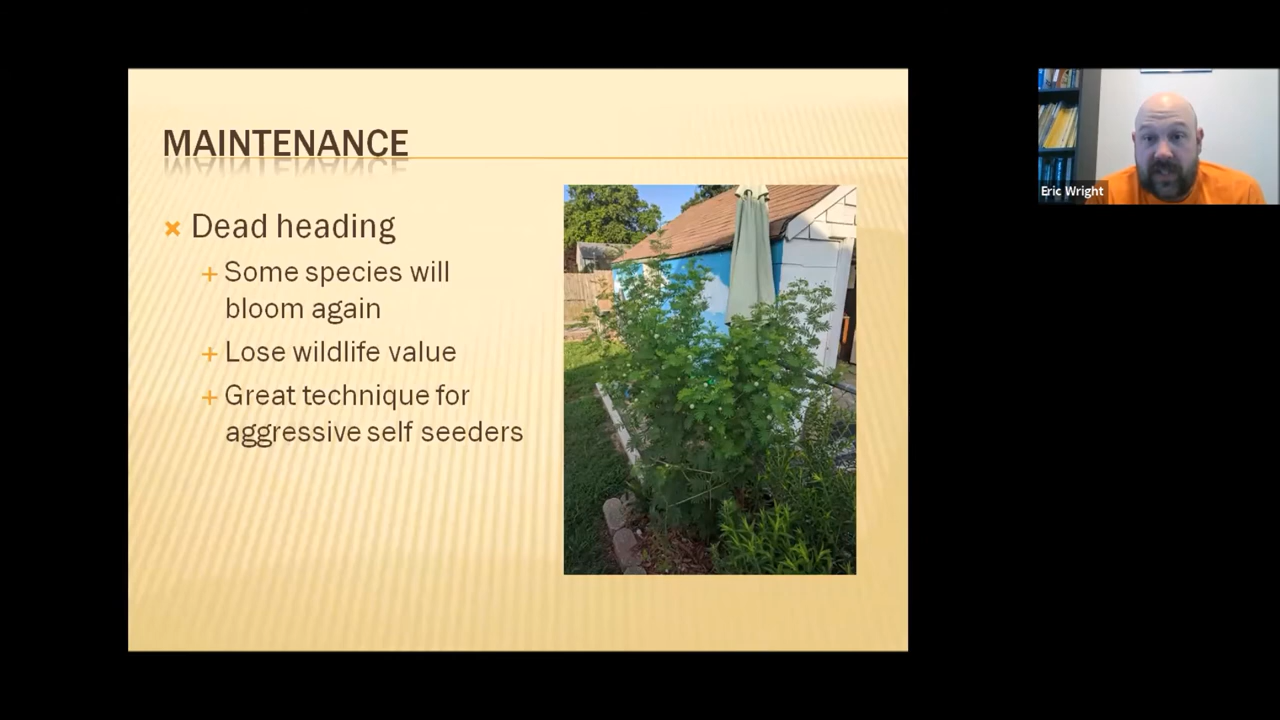 MAINTENANCE
Dead heading
Some species will
bloom again
Lose wildlife value
Great technique for
aggressive self seeders
Eric Wright